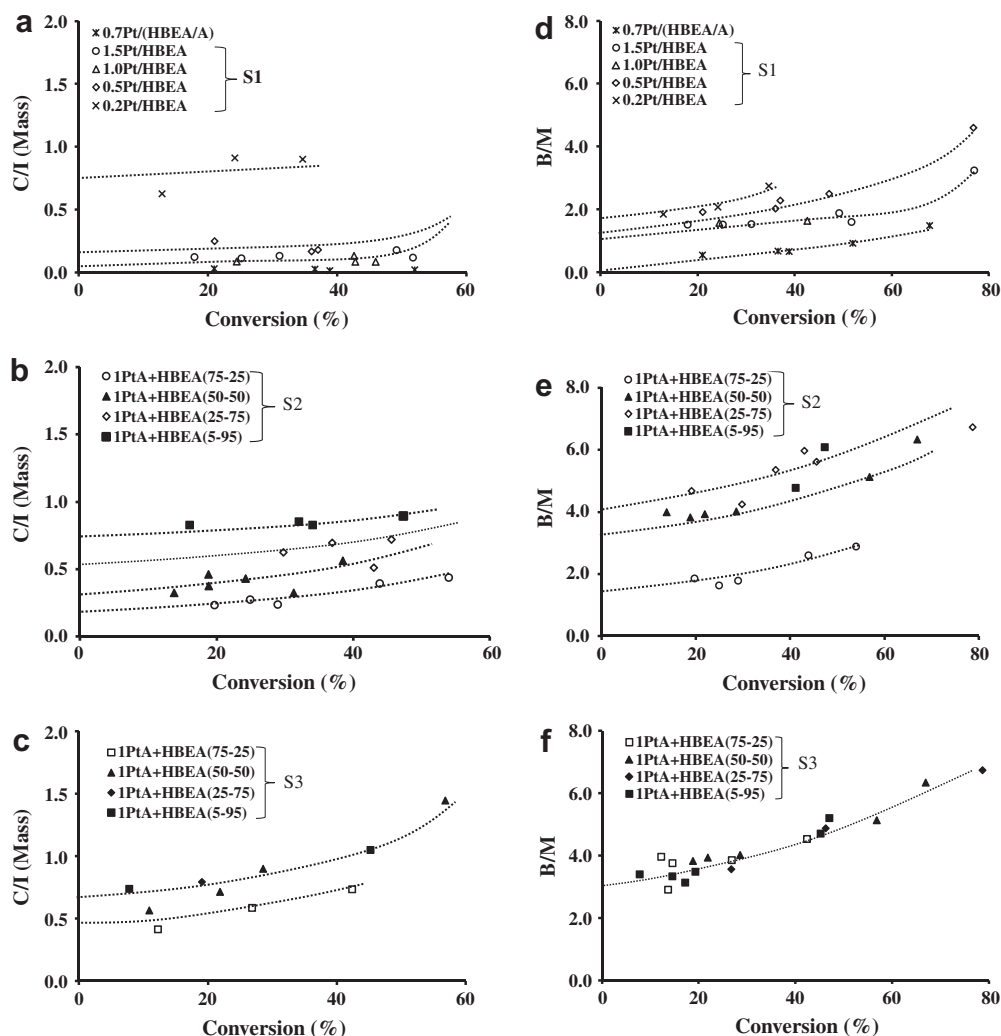 a
2.0
1.5
1.0
0.5
0.0
C/I (Mass)
0.7Pt/(HBEA/A)
1.5Pt/HBEA
1.0Pt/HBEA
0.5Pt/HBEA
0.2Pt/HBEA
S1
0 20 40 60
Conversion (%)
d
8.0
6.0
4.0
2.0
0.0
B/M
0.7Pt/(HBEA/A)
1.5Pt/HBEA
1.0Pt/HBEA
0.5Pt/HBEA
0.2Pt/HBEA
S1
0 20 40 60 80
Conversion (%)
b
2.0
1.5
1.0
0.5
0.0
C/I (Mass)
1PtA+HBEA(75-25)
1PtA+HBEA(50-50)
1PtA+HBEA(25-75)
1PtA+HBEA(5-95)
S2
0 20 40 60
Conversion (%)
e
8.0
6.0
4.0
2.0
0.0
B/M
1PtA+HBEA(75-25)
1PtA+HBEA(50-50)
1PtA+HBEA(25-75)
1PtA+HBEA(5-95)
S2
0 20 40 60 80
Conversion (%)
c
2.0
1.5
1.0
0.5
0.0
C/I (Mass)
1PtA+HBEA(75-25)
1PtA+HBEA(50-50)
1PtA+HBEA(25-75)
1PtA+HBEA(5-95)
S3
0 20 40 60
Conversion (%)
f
8.0
6.0
4.0
2.0
0.0
B/M
1PtA+HBEA(75-25)
1PtA+HBEA(50-50)
1PtA+HBEA(25-75)
1PtA+HBEA(5-95)
S3
0 20 40 60 80
Conversion (%)